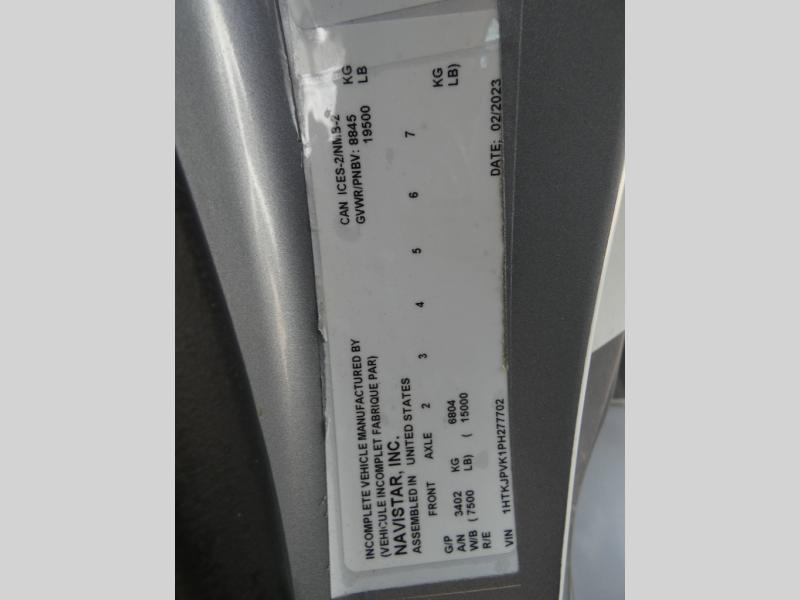 INCOMPLETE VEHICLE MANUFACTURED BY
(VEHICULE INCOMPLET FABRIQUE PAR)
NAVISTAR, INC.
ASSEMBLED IN UNITED STATES
CAN ICES-2/NMB-2
GVWR/PNBV: 8845 KG
19500 LB
FRONT AXLE 2 3 4 5 6 7
G/P
A/N 3402 KG 6804 KG
W/B ( 7500 LB) ( 15000 LB)
R/E
VIN 1HTKJPVK1PH277702 DATE: 02/2023